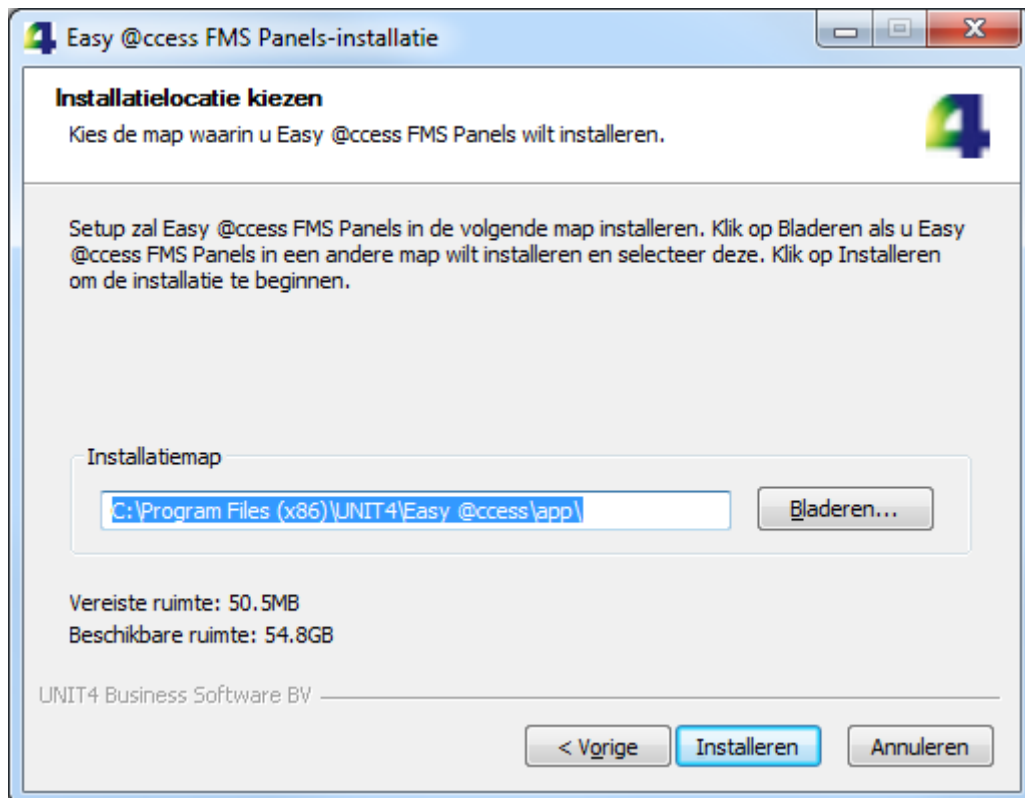 Easy @ccess FMS Panels-installatie
Installatielocatie kiezen
Kies de map waarin u Easy @ccess FMS Panels wilt installeren.
4
Setup zal Easy @ccess FMS Panels in de volgende map installeren. Klik op Bladeren als u Easy
@ccess FMS Panels in een andere map wilt installeren en selecteer deze. Klik op Installeren
om de installatie te beginnen.
Installatiemap
C:\Program Files (x86)\UNIT4\Easy @ccess\app\
Bladeren...
Vereiste ruimte: 50.5MB
Beschikbare ruimte: 54.8GB
UNIT4 Business Software BV
< Vorige
Installeren
Annuleren